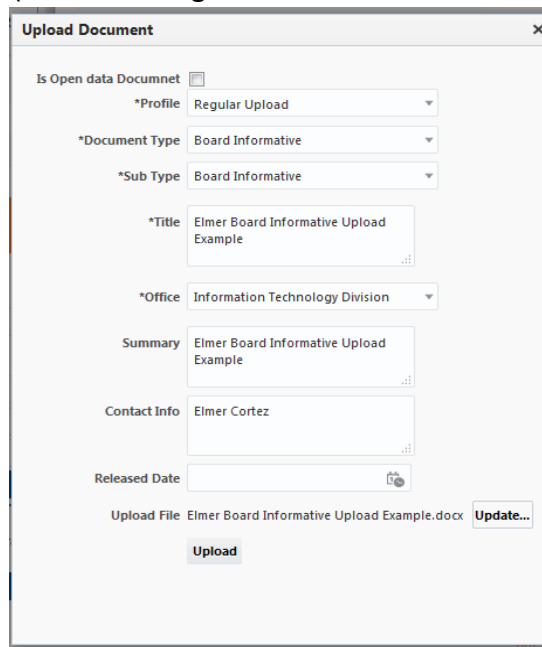 Upload Document
Is Open data Documnet
*Profile Regular Upload
*Document Type Board Informative
*Sub Type Board Informative
*Title Elmer Board Informative Upload
Example
*Office Information Technology Division
Summary Elmer Board Informative Upload
Example
Contact Info Elmer Cortez
Released Date
Upload File Elmer Board Informative Upload Example.docx Update...
Upload